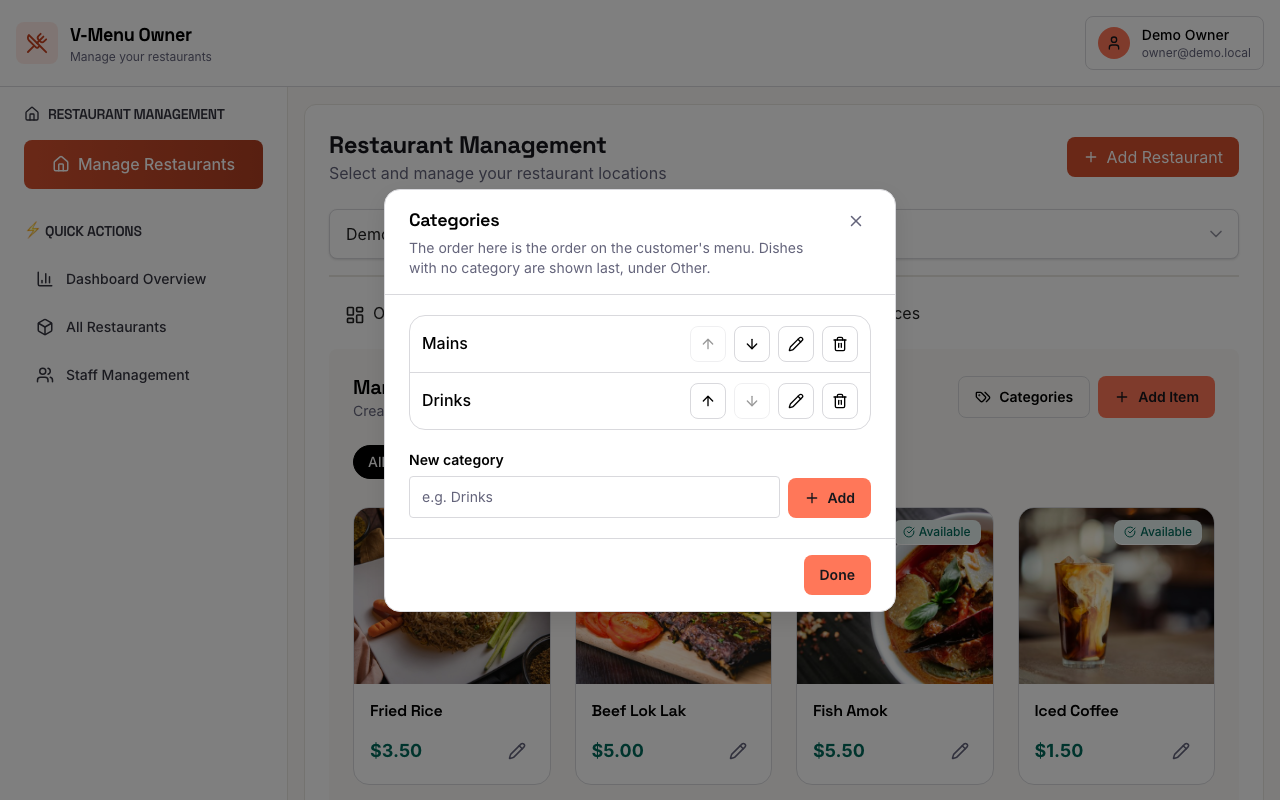 V-Menu Owner
Manage your restaurants
Demo Owner
owner@demo.local
RESTAURANT MANAGEMENT
Manage Restaurants
QUICK ACTIONS
Dashboard Overview
All Restaurants
Staff Management
Restaurant Management
Select and manage your restaurant locations
Add Restaurant
Categories
The order here is the order on the customer's menu. Dishes
with no category are shown last, under Other.
Mains
Drinks
New category
e.g. Drinks
Add
Done
Categories
Add Item
All
Available
Available
Fried Rice
Beef Lok Lak
Fish Amok
Iced Coffee
$3.50
$5.00
$5.50
$1.50